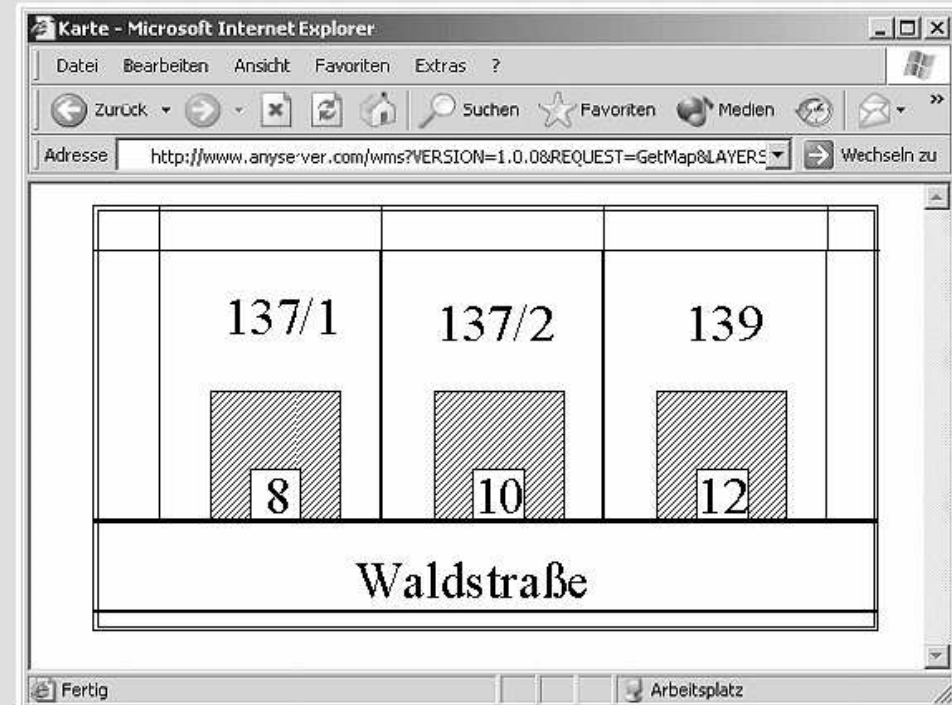 Karte - Microsoft Internet Explorer
Datei Bearbeiten Ansicht Favoriten Extras ?
Zurück Suchen Favoriten Medien »
Adresse http://www.anyserver.com/wms?VERSION=1.0.0&REQUEST=GetMap&LAYERS Wechseln zu
137/1 137/2 139
8 10 12
Waldstraße
Fertig Arbeitsplatz